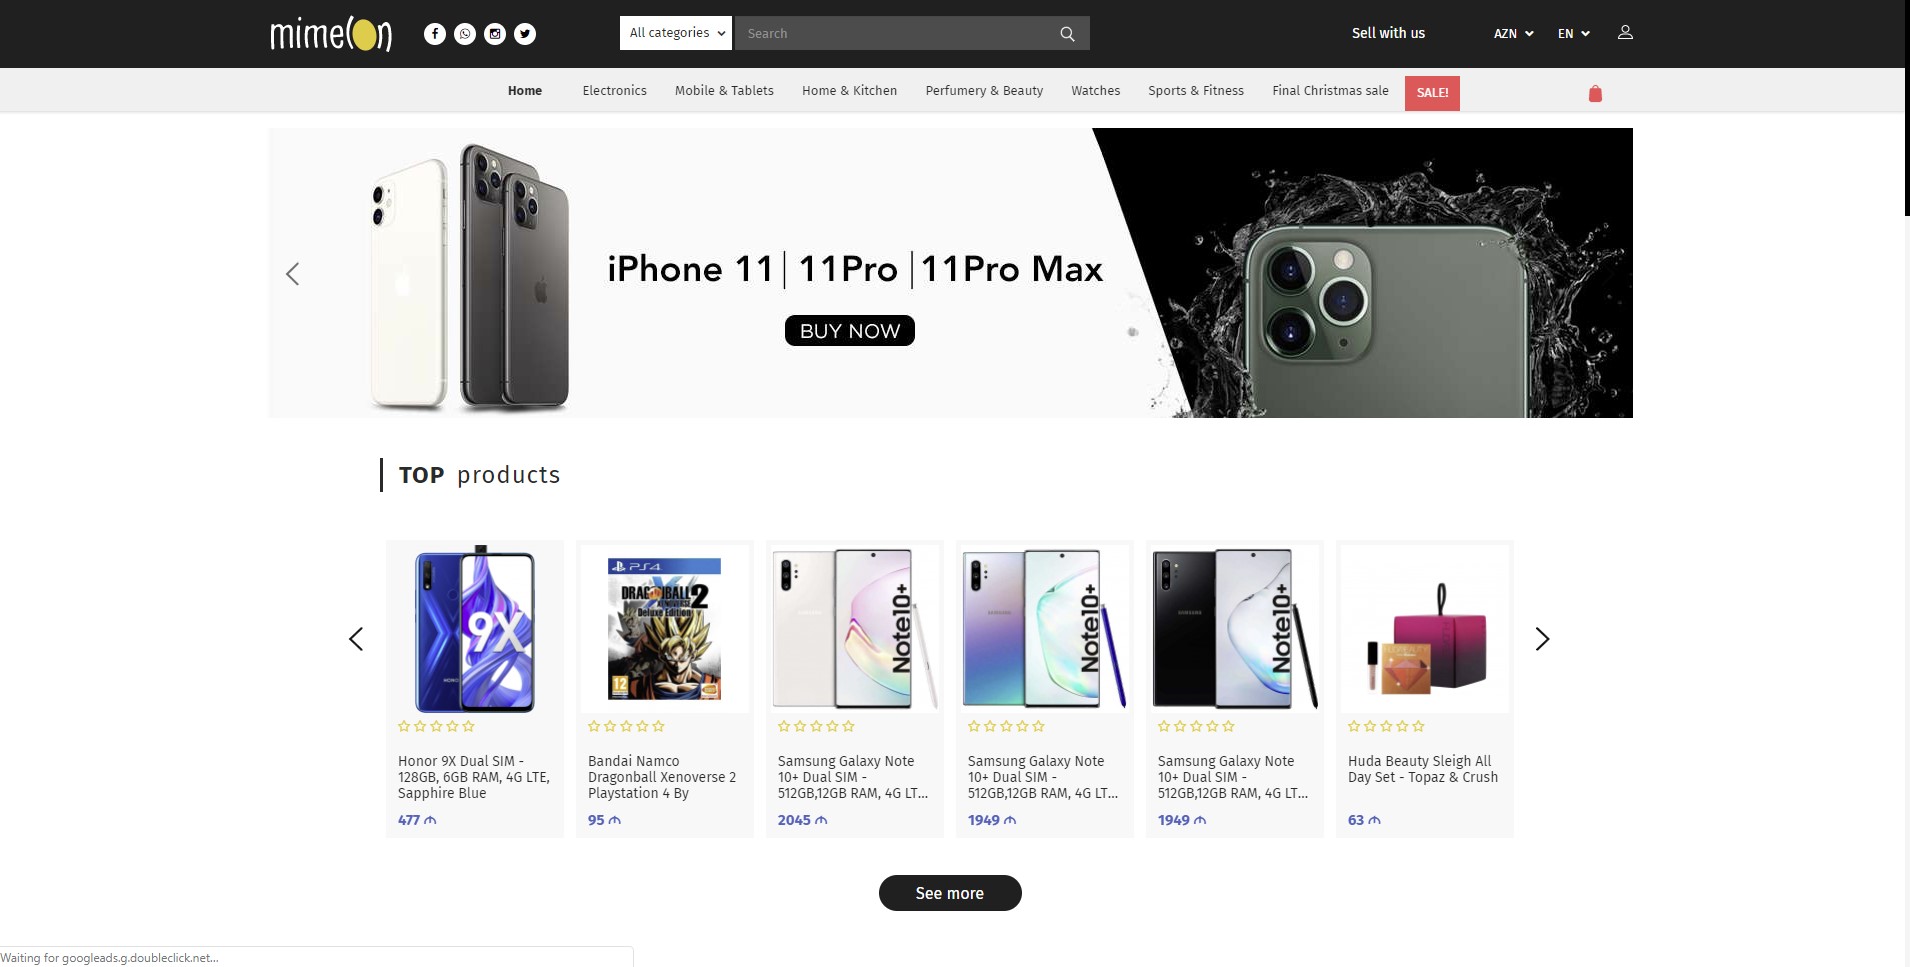 mimelon
All categories
Search
Sell with us
AZN
EN
Home
Electronics
Mobile & Tablets
Home & Kitchen
Perfumery & Beauty
Watches
Sports & Fitness
Final Christmas sale
SALE!
iPhone 11| 11Pro |11Pro Max
BUY NOW
TOP products
9X
HONOR
PS4
DRAGONBALL
XENOVERSE 2
Deluxe Edition
12
SAMSUNG
Note10+
SAMSUNG
Note10+
SAMSUNG
Note10+
Honor 9X Dual SIM -
128GB, 6GB RAM, 4G LTE,
Sapphire Blue
477 ₼
Bandai Namco
Dragonball Xenoverse 2
Playstation 4 By
95 ₼
Samsung Galaxy Note
10+ Dual SIM -
512GB,12GB RAM, 4G LT...
2045 ₼
Samsung Galaxy Note
10+ Dual SIM -
512GB,12GB RAM, 4G LT...
1949 ₼
Samsung Galaxy Note
10+ Dual SIM -
512GB,12GB RAM, 4G LT...
1949 ₼
Huda Beauty Sleigh All
Day Set - Topaz & Crush
63 ₼
See more
Waiting for googleads.g.doubleclick.net...